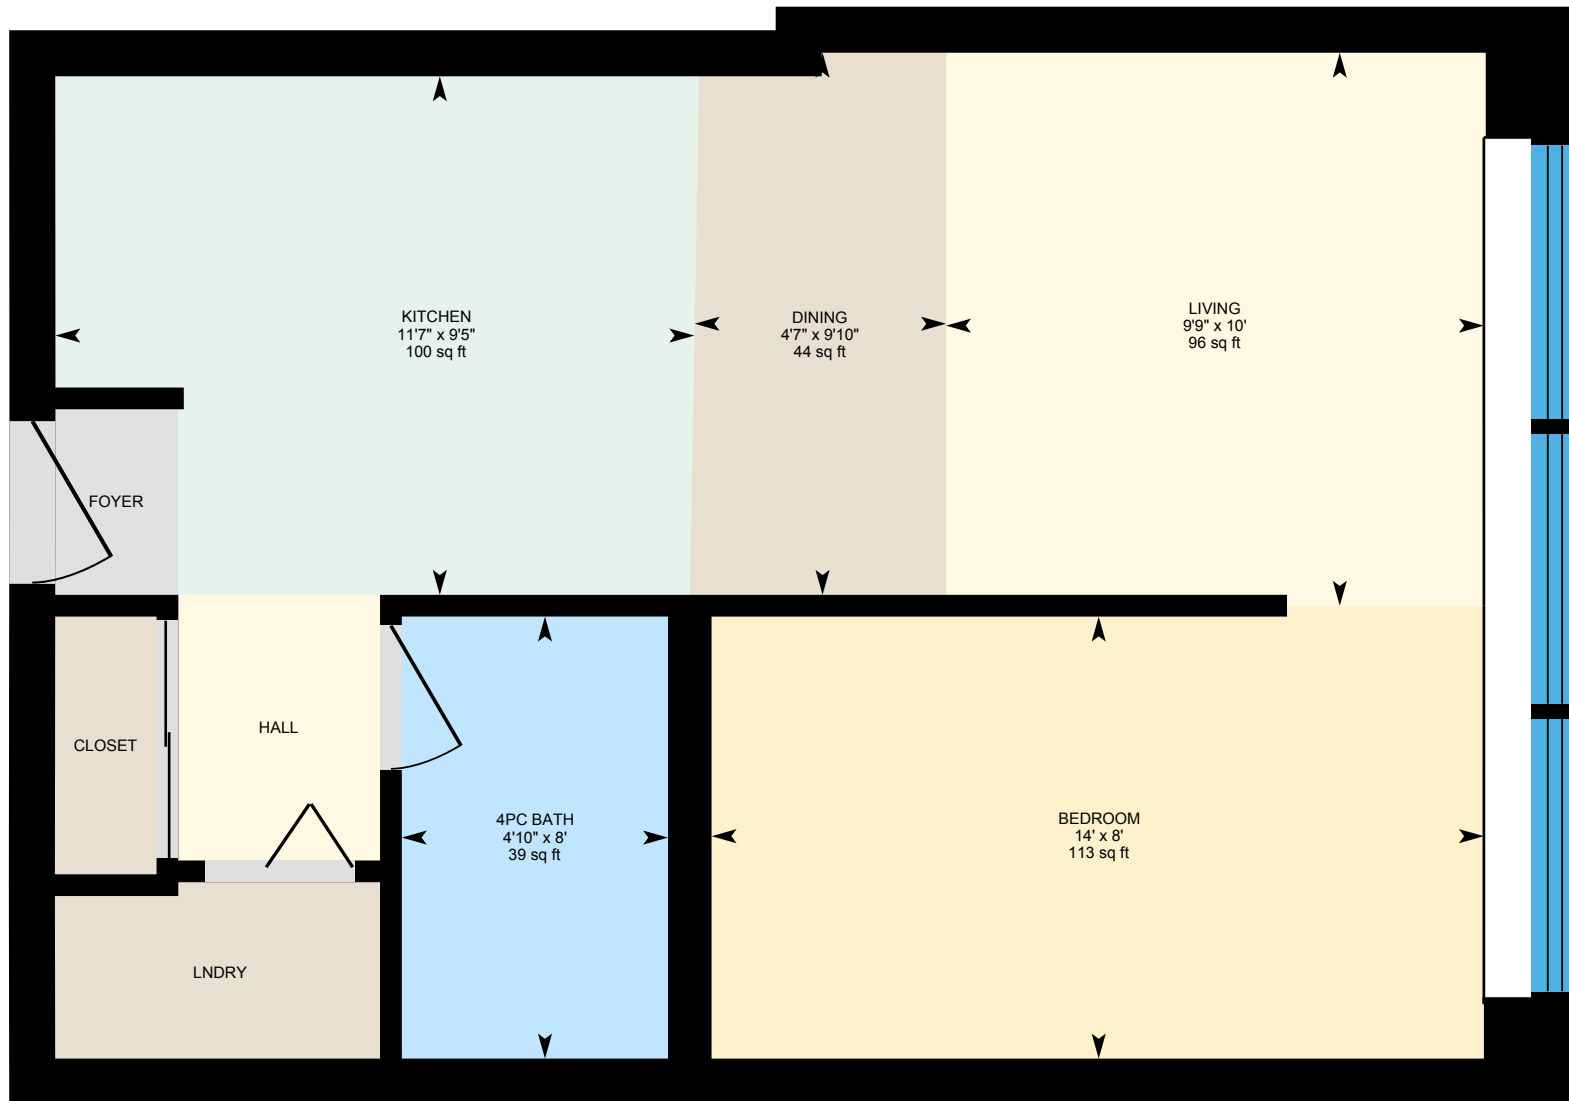 KITCHEN
11'7" x 9'5"
100 sq ft
DINING
4'7" x 9'10"
44 sq ft
LIVING
9'9" x 10'
96 sq ft
FOYER
CLOSET
HALL
4PC BATH
4'10" x 8'
39 sq ft
BEDROOM
14' x 8'
113 sq ft
LNDRY